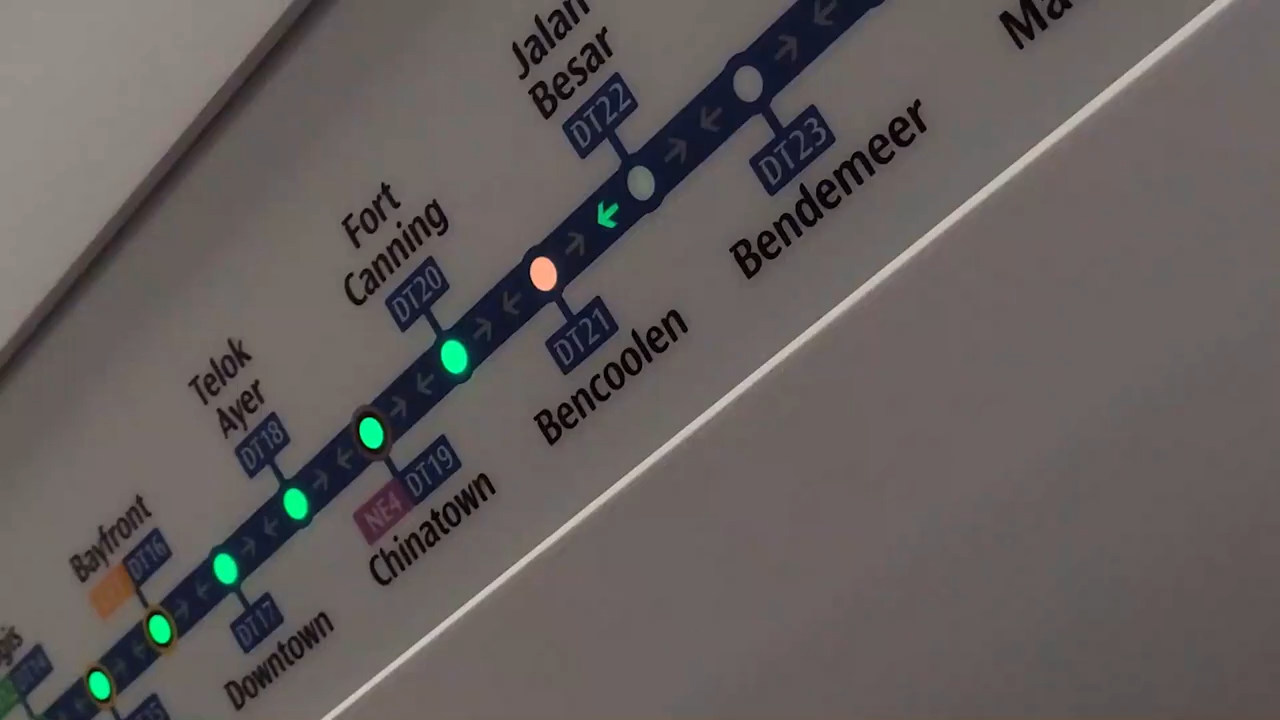 Jalan
Besar
DT22
DT23
Bendemeer
Fort
Canning
DT20
DT21
Bencoolen
Telok
Ayer
DT18
NE4 DT19
Chinatown
Bayfront
DT16
DT17
Downtown
DT14